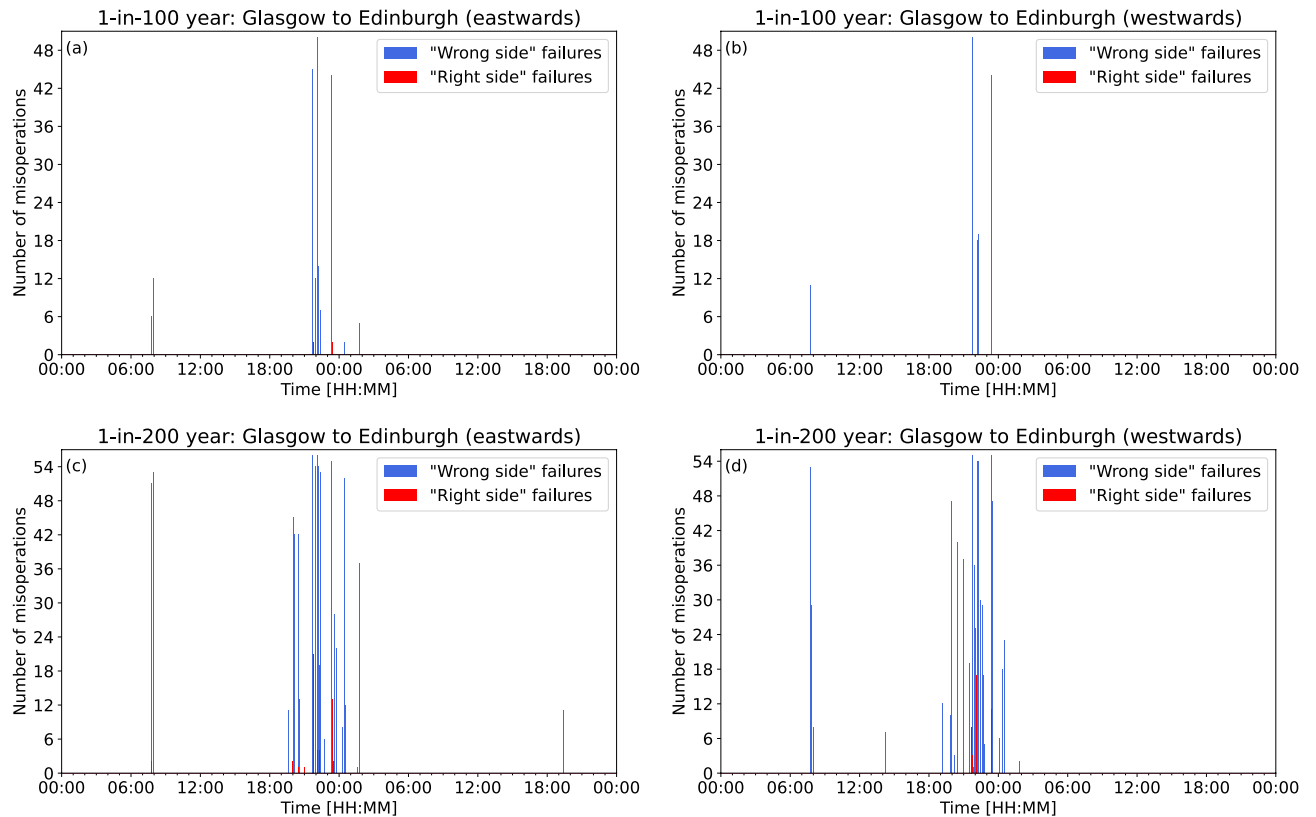 1-in-100 year: Glasgow to Edinburgh (eastwards)
(a)
"Wrong side" failures
"Right side" failures
Number of misoperations
48
42
36
30
24
18
12
6
0
00:00 06:00 12:00 18:00 00:00 06:00 12:00 18:00 00:00
Time [HH:MM]
1-in-100 year: Glasgow to Edinburgh (westwards)
(b)
"Wrong side" failures
"Right side" failures
Number of misoperations
48
42
36
30
24
18
12
6
0
00:00 06:00 12:00 18:00 00:00 06:00 12:00 18:00 00:00
Time [HH:MM]
1-in-200 year: Glasgow to Edinburgh (eastwards)
(c)
"Wrong side" failures
"Right side" failures
Number of misoperations
54
48
42
36
30
24
18
12
6
0
00:00 06:00 12:00 18:00 00:00 06:00 12:00 18:00 00:00
Time [HH:MM]
1-in-200 year: Glasgow to Edinburgh (westwards)
(d)
"Wrong side" failures
"Right side" failures
Number of misoperations
54
48
42
36
30
24
18
12
6
0
00:00 06:00 12:00 18:00 00:00 06:00 12:00 18:00 00:00
Time [HH:MM]